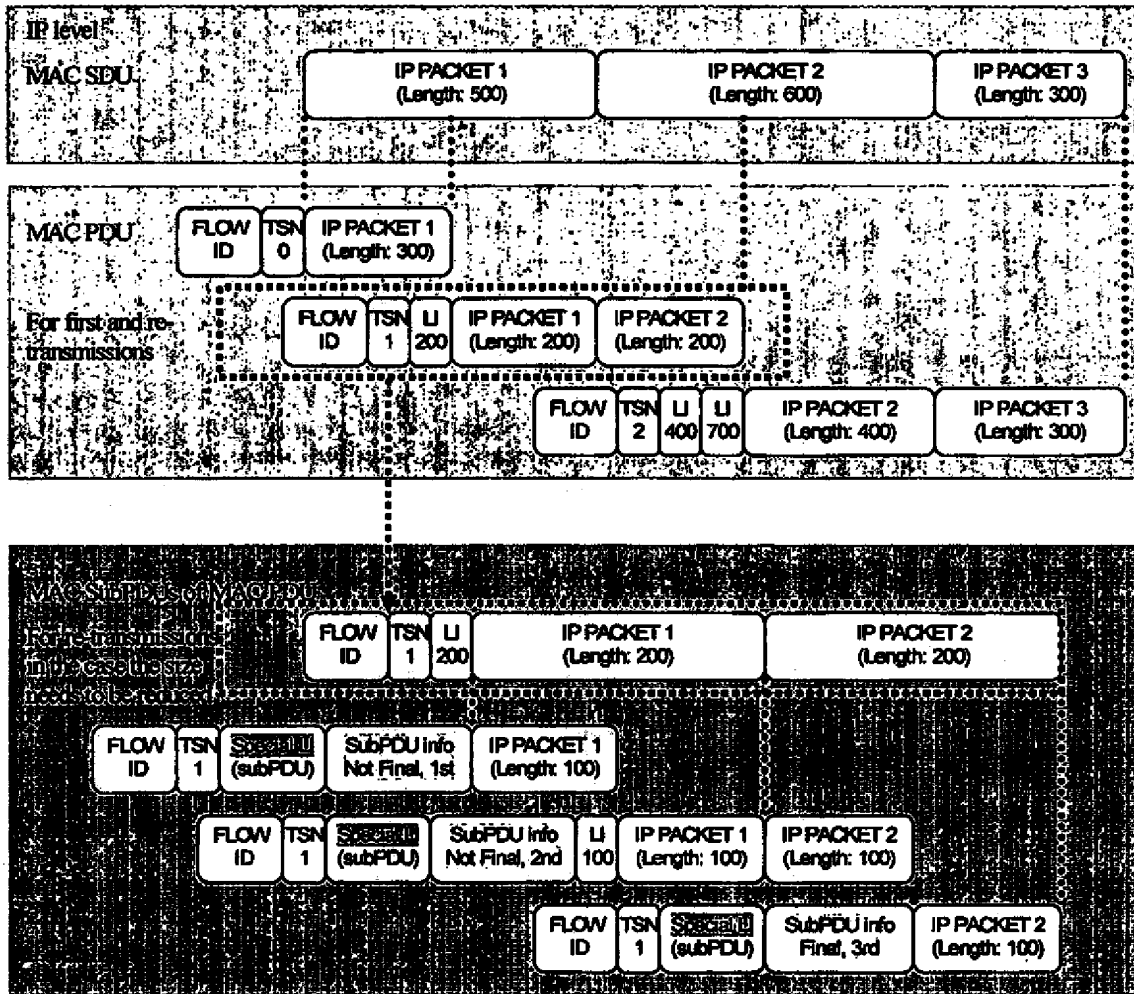 IP level
MAC SDU
IP PACKET 1
(Length: 500)
IP PACKET 2
(Length: 600)
IP PACKET 3
(Length: 300)
MAC PDU
FLOW
ID
TSN
0
IP PACKET 1
(Length: 300)
For first and re-
transmissions
FLOW
ID
TSN
1
LI
200
IP PACKET 1
(Length: 200)
IP PACKET 2
(Length: 200)
FLOW
ID
TSN
2
LI
400
LI
700
IP PACKET 2
(Length: 400)
IP PACKET 3
(Length: 300)
MAC SubPDUs of MAC PDU
For re-transmissions
in the case the size
needs to be reduced
FLOW
ID
TSN
1
LI
200
IP PACKET 1
(Length: 200)
IP PACKET 2
(Length: 200)
FLOW
ID
TSN
1
Special LI
(subPDU)
SubPDU info
Not Final, 1st
IP PACKET 1
(Length: 100)
FLOW
ID
TSN
1
Special LI
(subPDU)
SubPDU info
Not Final, 2nd
LI
100
IP PACKET 1
(Length: 100)
IP PACKET 2
(Length: 100)
FLOW
ID
TSN
1
Special LI
(subPDU)
SubPDU info
Final, 3rd
IP PACKET 2
(Length: 100)